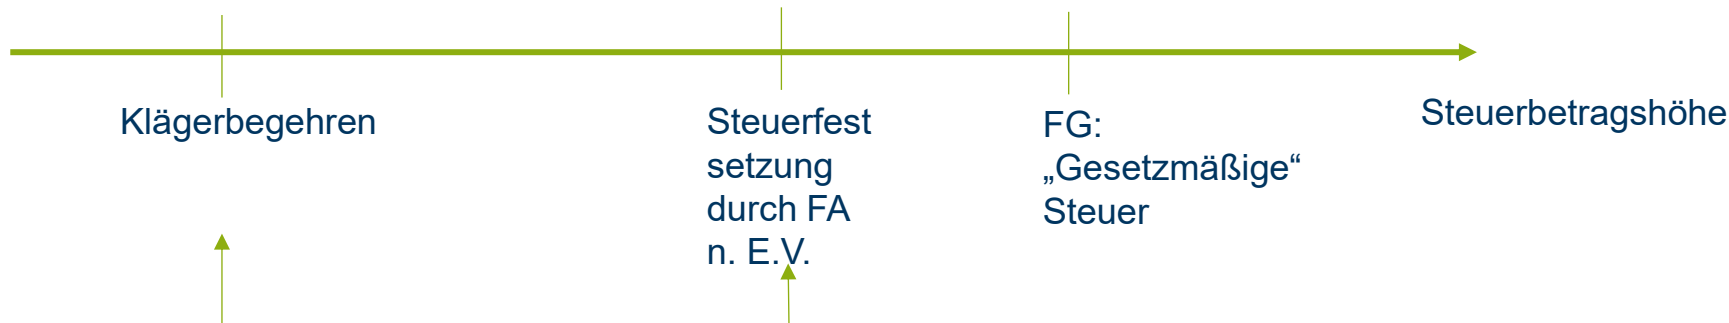 Klägerbegehren
Steuerfest
setzung
durch FA
n. E.V.
FG:
„Gesetzmäßige“
Steuer
Steuerbetragshöhe